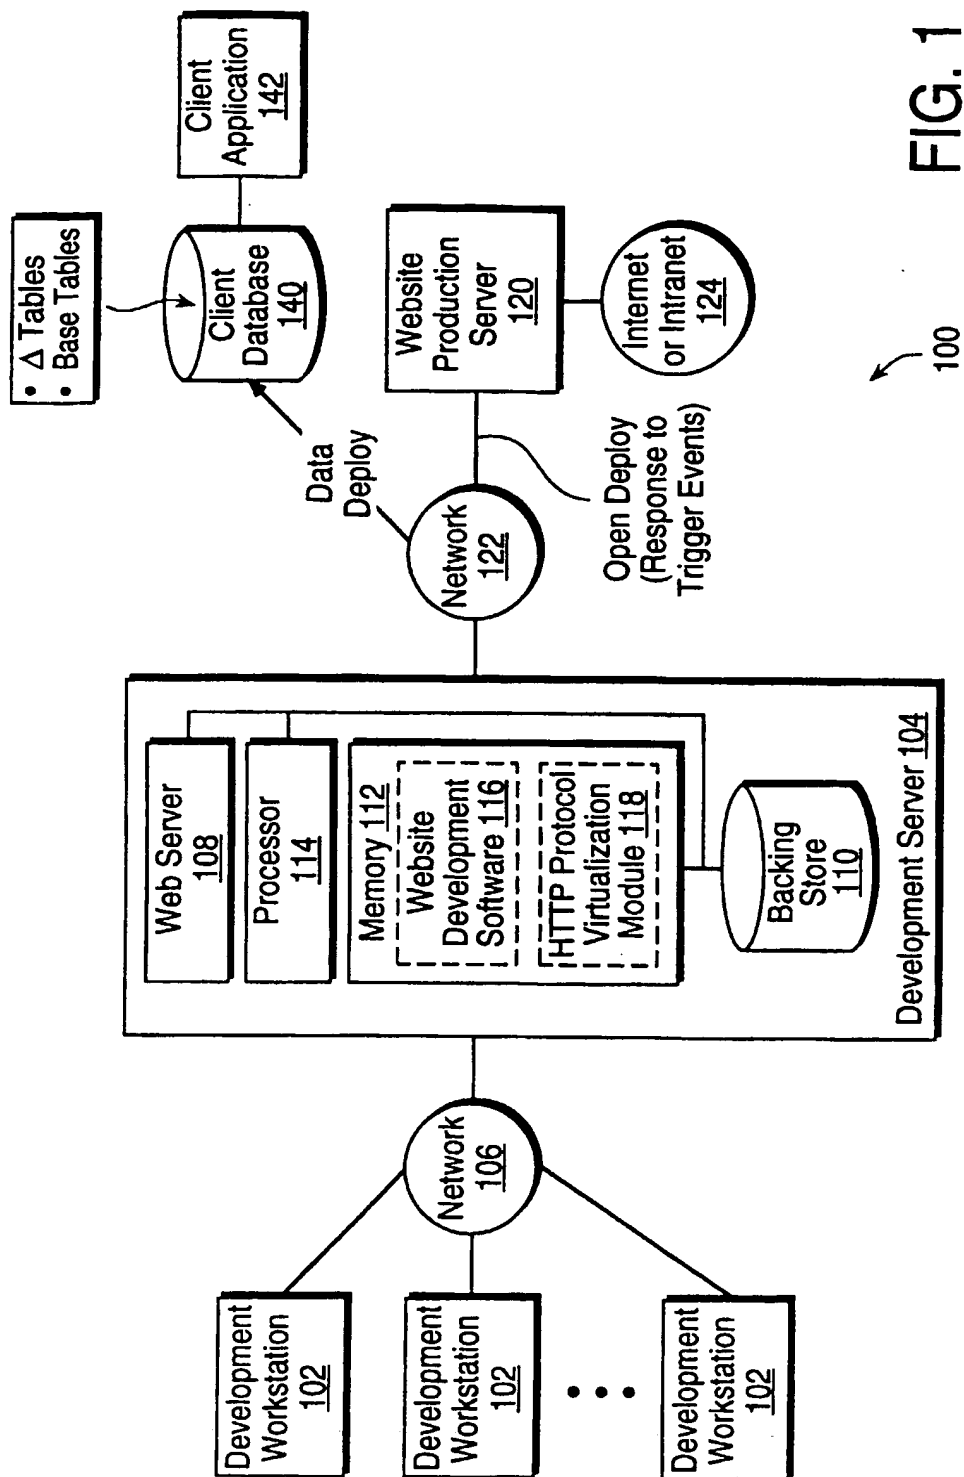 Development
Workstation
102
Development
Workstation
102
Development
Workstation
102
Network
106
Web Server
108
Processor
114
Memory 112
Website
Development
Software 116
HTTP Protocol
Virtualization
Module 118
Backing
Store
110
Development Server 104
Network
122
Data
Deploy
• Δ Tables
• Base Tables
Client
Database
140
Client
Application
142
Open Deploy
(Response to
Trigger Events)
Website
Production
Server
120
Internet
or Intranet
124
100
FIG. 1